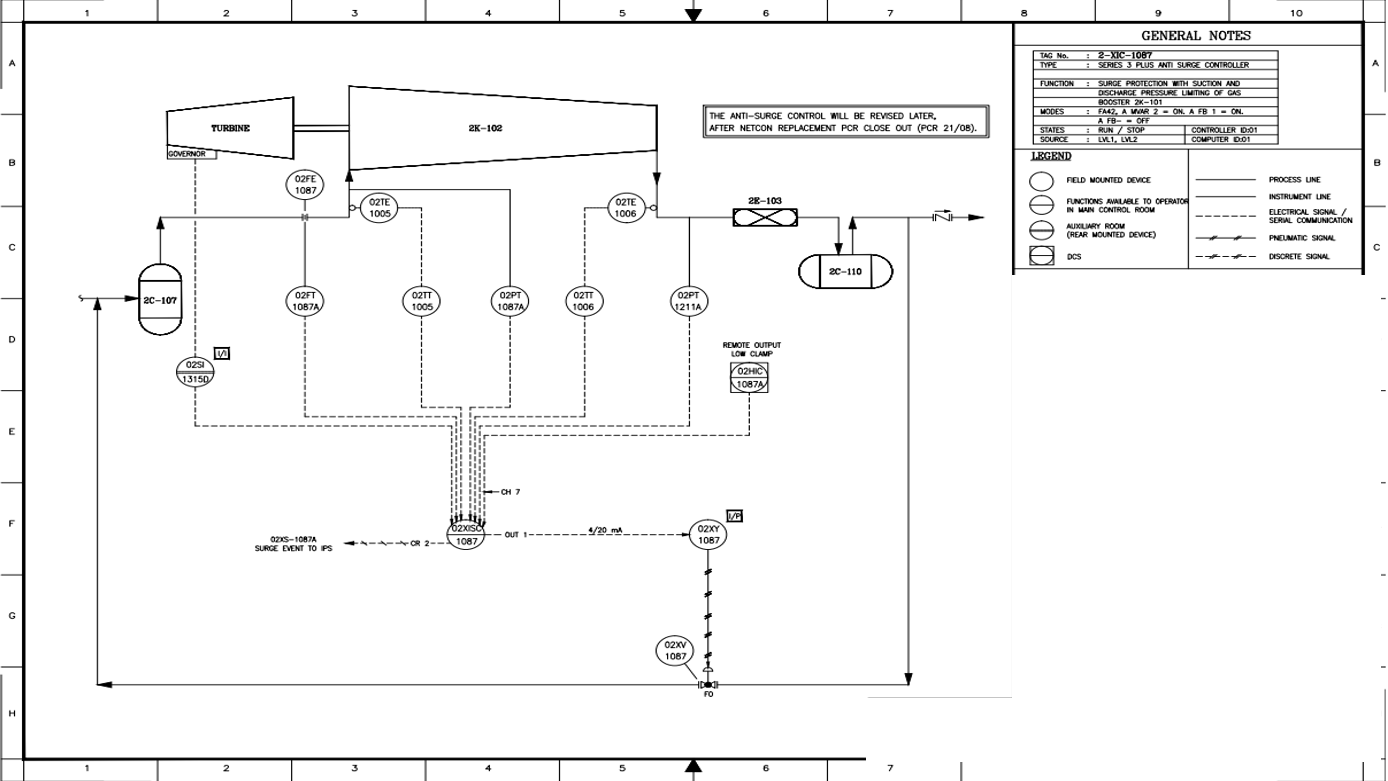 1 2 3 4 5 6 7 8 9 10
A
B
C
D
E
F
G
H
A
B
C
TURBINE
GOVERNOR
2K-102
THE ANTI-SURGE CONTROL WILL BE REVISED LATER,
AFTER NETCON REPLACEMENT PCR CLOSE OUT (PCR 21/08).
02FE
1087
02TE
1005
02TE
1006
2E-103
2C-110
2C-107
02FT
1087A
02TT
1005
02PT
1087A
02TT
1006
02PT
1211A
I/I
02SI
1315D
REMOTE OUTPUT
LOW CLAMP
02HIC
1087A
CH 7
02XISC
1087
OUT 1
4/20 mA
I/P
02XY
1087
02XS-1087A
SURGE EVENT TO IPS
CR 2
02XV
1087
FO
GENERAL NOTES
TAG No. : 2-XIC-1087
TYPE : SERIES 3 PLUS ANTI SURGE CONTROLLER
FUNCTION : SURGE PROTECTION WITH SUCTION AND
DISCHARGE PRESSURE LIMITING OF GAS
BOOSTER 2K-101
MODES : FA42, A MVAR 2 = ON. A FB 1 = ON.
A FB- = OFF
STATES : RUN / STOP CONTROLLER ID:01
SOURCE : LVL1, LVL2 COMPUTER ID:01
LEGEND
FIELD MOUNTED DEVICE
FUNCTIONS AVAILABLE TO OPERATOR
IN MAIN CONTROL ROOM
AUXILIARY ROOM
(REAR MOUNTED DEVICE)
DCS
PROCESS LINE
INSTRUMENT LINE
ELECTRICAL SIGNAL /
SERIAL COMMUNICATION
PNEUMATIC SIGNAL
DISCRETE SIGNAL
1 2 3 4 5 6 7